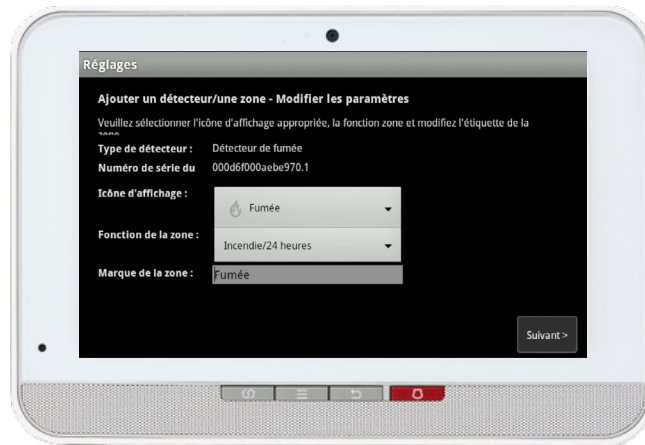 Réglages
Ajouter un détecteur/une zone - Modifier les paramètres
Veuillez sélectionner l'icône d'affichage appropriée, la fonction zone et modifiez l'étiquette de la
zone
Type de détecteur : Détecteur de fumée
Numéro de série du 000d6f000aebe970.1
Icône d'affichage : Fumée
Fonction de la zone : Incendie/24 heures
Marque de la zone : Fumée
Suivant >